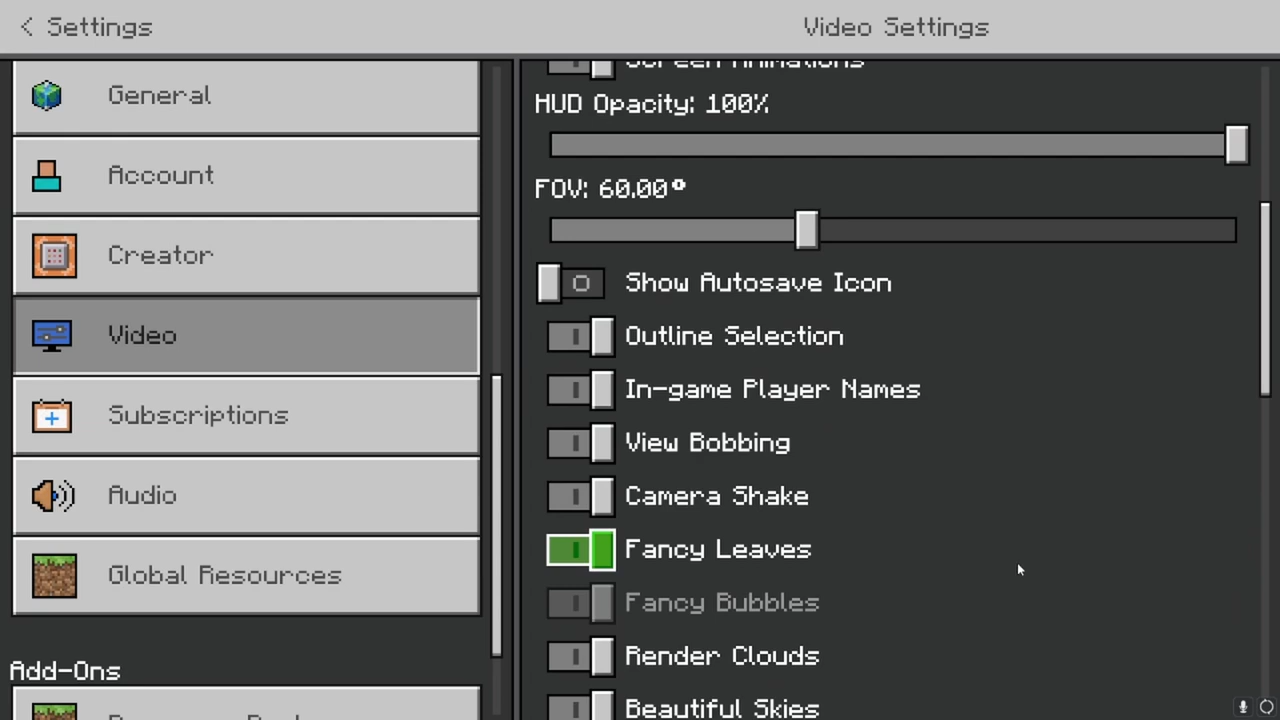 Settings
Video Settings
General
Account
Creator
Video
Subscriptions
Audio
Global Resources
Add-Ons
Screen Animations
HUD Opacity: 100%
FOV: 60.00°
Show Autosave Icon
Outline Selection
In-game Player Names
View Bobbing
Camera Shake
Fancy Leaves
Fancy Bubbles
Render Clouds
Beautiful Skies